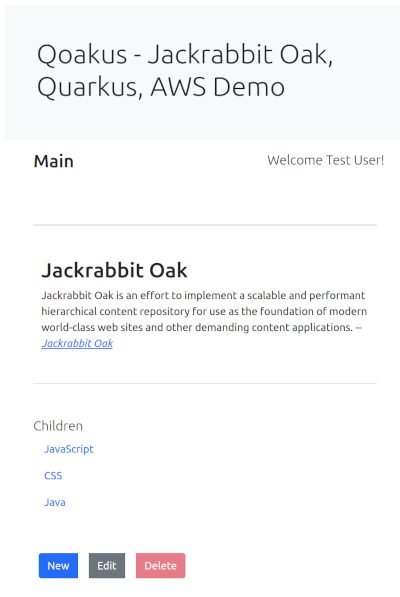 Qoakus - Jackrabbit Oak,
Quarkus, AWS Demo
Main
Welcome Test User!
Jackrabbit Oak
Jackrabbit Oak is an effort to implement a scalable and performant
hierarchical content repository for use as the foundation of modern
world-class web sites and other demanding content applications. --
Jackrabbit Oak
Children
JavaScript
CSS
Java
New
Edit
Delete